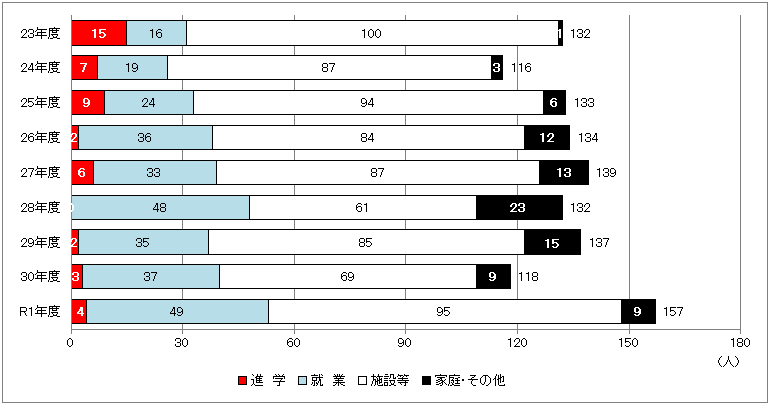 23年度 15 16 100 1 132
24年度 7 19 87 3 116
25年度 9 24 94 6 133
26年度 2 36 84 12 134
27年度 6 33 87 13 139
28年度 0 48 61 23 132
29年度 2 35 85 15 137
30年度 3 37 69 9 118
R1年度 4 49 95 9 157
0 30 60 90 120 150 180
（人）
進　学 就　業 施設等 家庭・その他